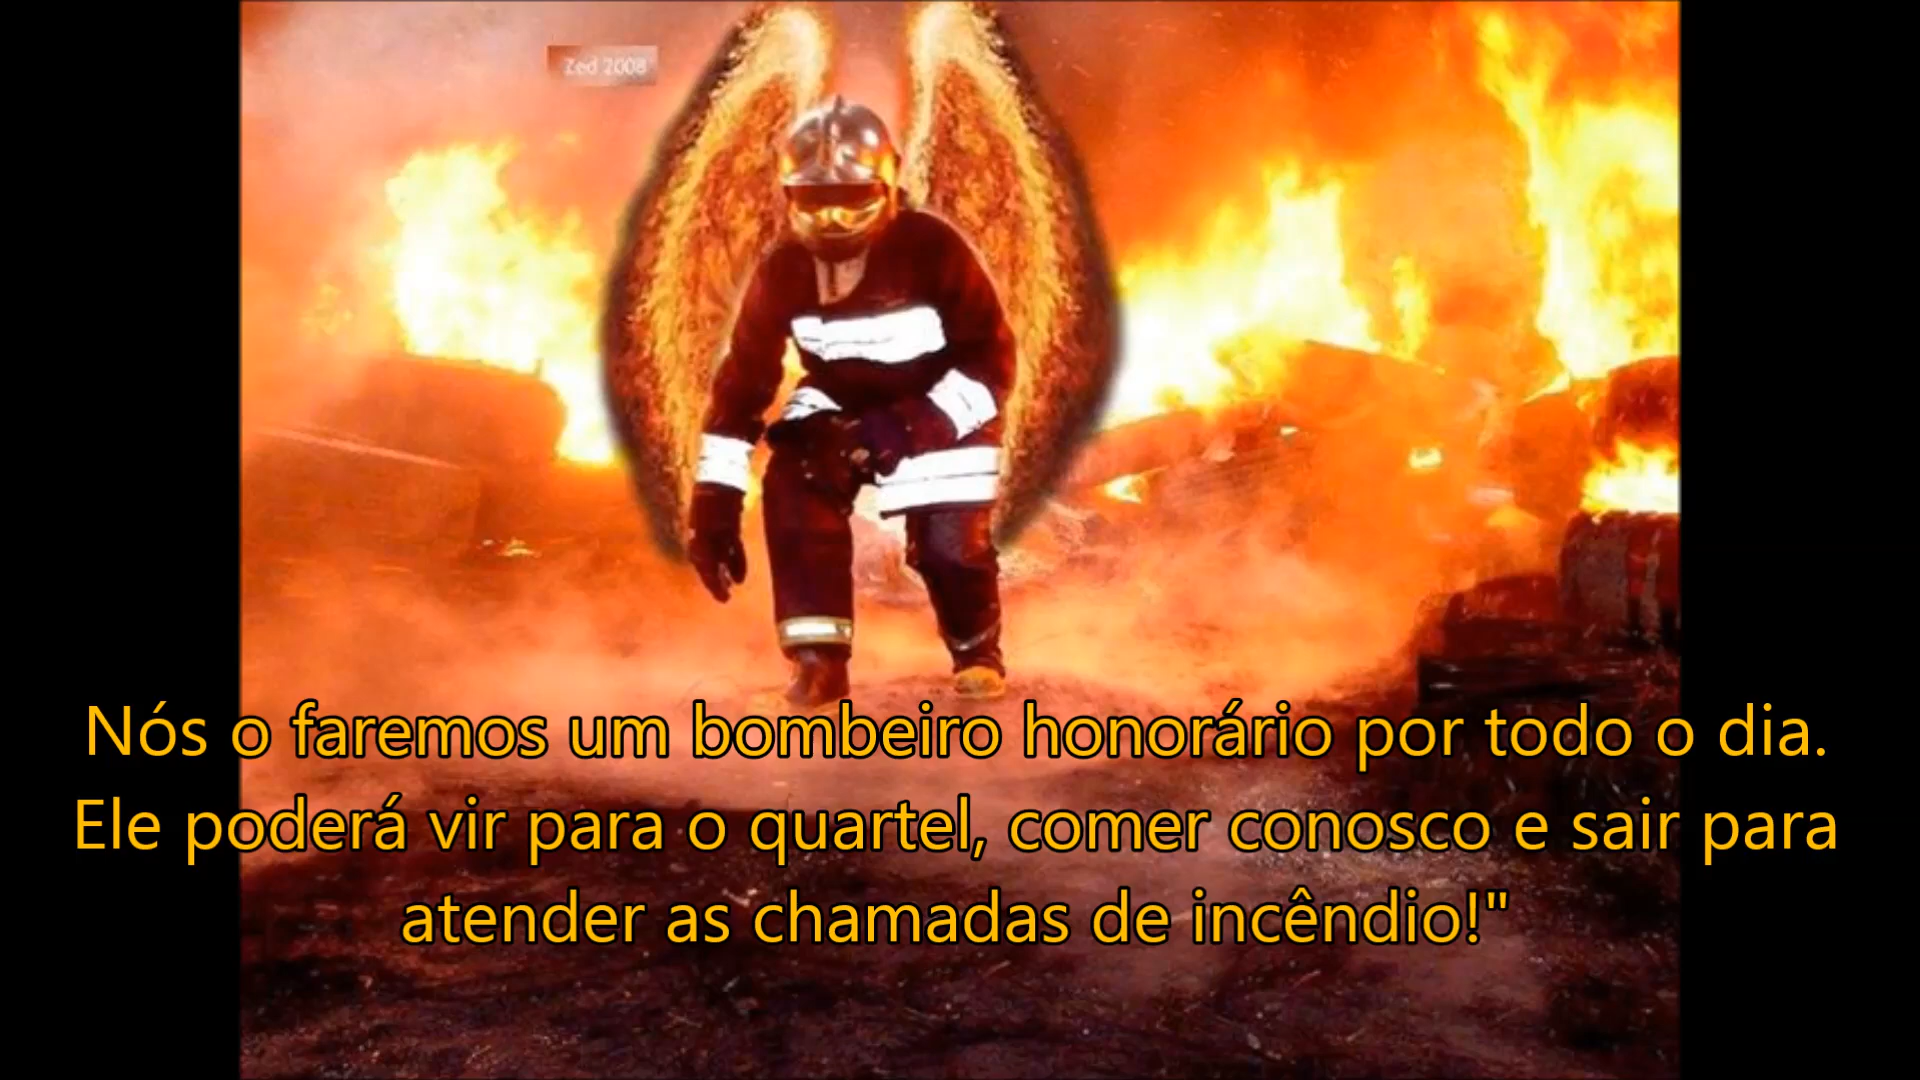 Zed 2008
Nós o faremos um bombeiro honorário por todo o dia.
Ele poderá vir para o quartel, comer conosco e sair para
atender as chamadas de incêndio!"